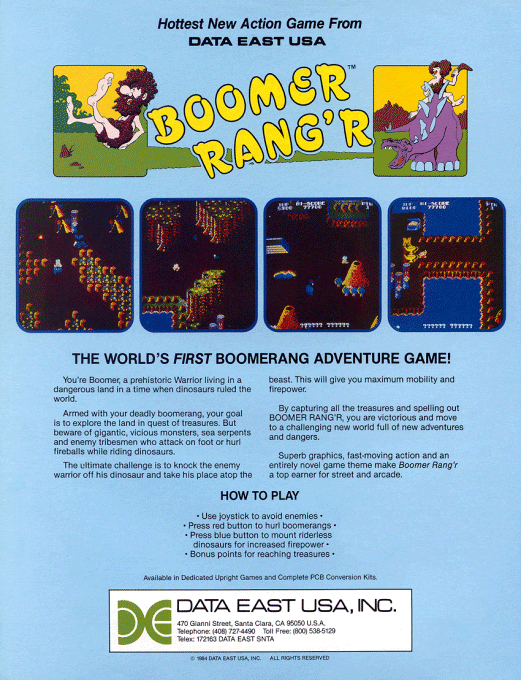 Hottest New Action Game From
DATA EAST USA
BOOMER
RANG'R™
HI-SCORE
77700
HI-SCORE
77700
THE WORLD'S FIRST BOOMERANG ADVENTURE GAME!
You're Boomer, a prehistoric Warrior living in a
dangerous land in a time when dinosaurs ruled the
world.
Armed with your deadly boomerang, your goal
is to explore the land in quest of treasures. But
beware of gigantic, vicious monsters, sea serpents
and enemy tribesmen who attack on foot or hurl
fireballs while riding dinosaurs.
The ultimate challenge is to knock the enemy
warrior off his dinosaur and take his place atop the
beast. This will give you maximum mobility and
firepower.
By capturing all the treasures and spelling out
BOOMER RANG'R, you are victorious and move
to a challenging new world full of new adventures
and dangers.
Superb graphics, fast-moving action and an
entirely novel game theme make Boomer Rang'r
a top earner for street and arcade.
HOW TO PLAY
• Use joystick to avoid enemies •
• Press red button to hurl boomerangs •
• Press blue button to mount riderless
dinosaurs for increased firepower •
• Bonus points for reaching treasures •
Available in Dedicated Upright Games and Complete PCB Conversion Kits.
DE
DATA EAST USA, INC.
470 Gianni Street, Santa Clara, CA 95050 U.S.A.
Telephone: (408) 727-4490 Toll Free: (800) 538-5129
Telex: 172163 DATA EAST SNTA
© 1984 DATA EAST USA, INC. ALL RIGHTS RESERVED